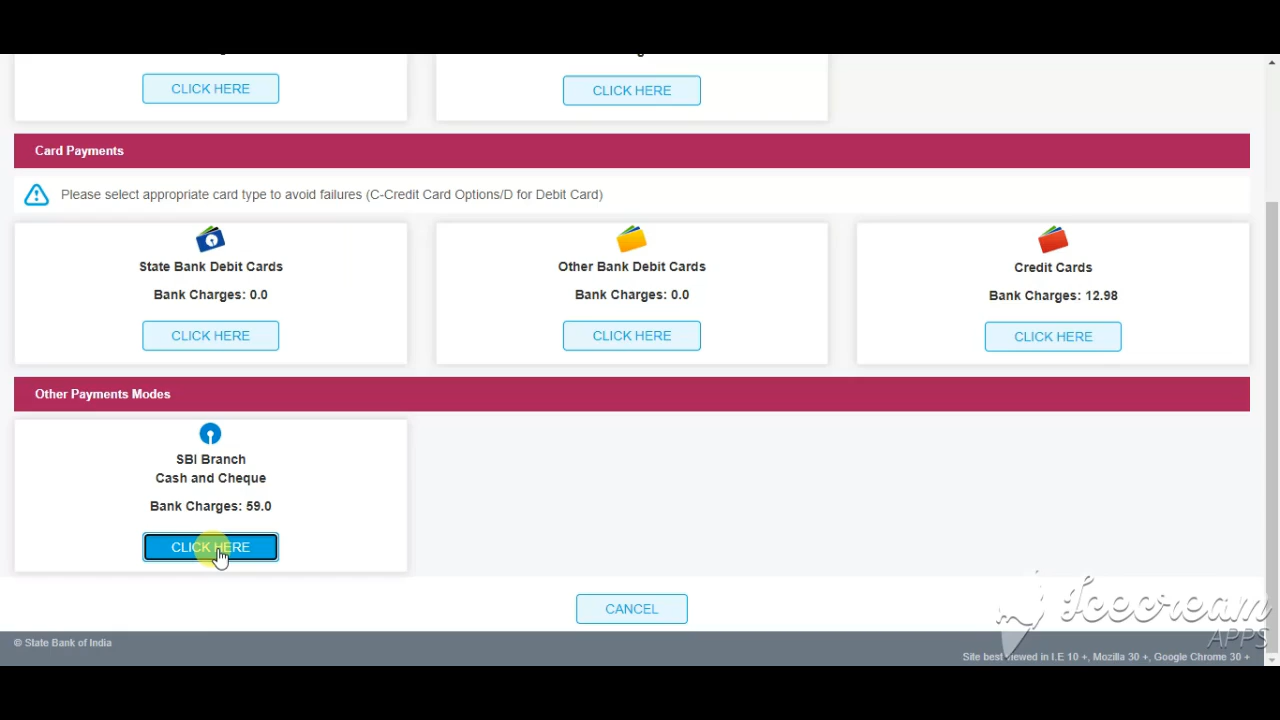 CLICK HERE CLICK HERE
Card Payments
Please select appropriate card type to avoid failures (C-Credit Card Options/D for Debit Card)
State Bank Debit Cards Other Bank Debit Cards Credit Cards
Bank Charges: 0.0 Bank Charges: 0.0 Bank Charges: 12.98
CLICK HERE CLICK HERE CLICK HERE
Other Payments Modes
SBI Branch
Cash and Cheque
Bank Charges: 59.0
CLICK HERE
CANCEL
Icecream
APPS
© State Bank of India
Site best viewed in I.E 10 +, Mozilla 30 +, Google Chrome 30 +